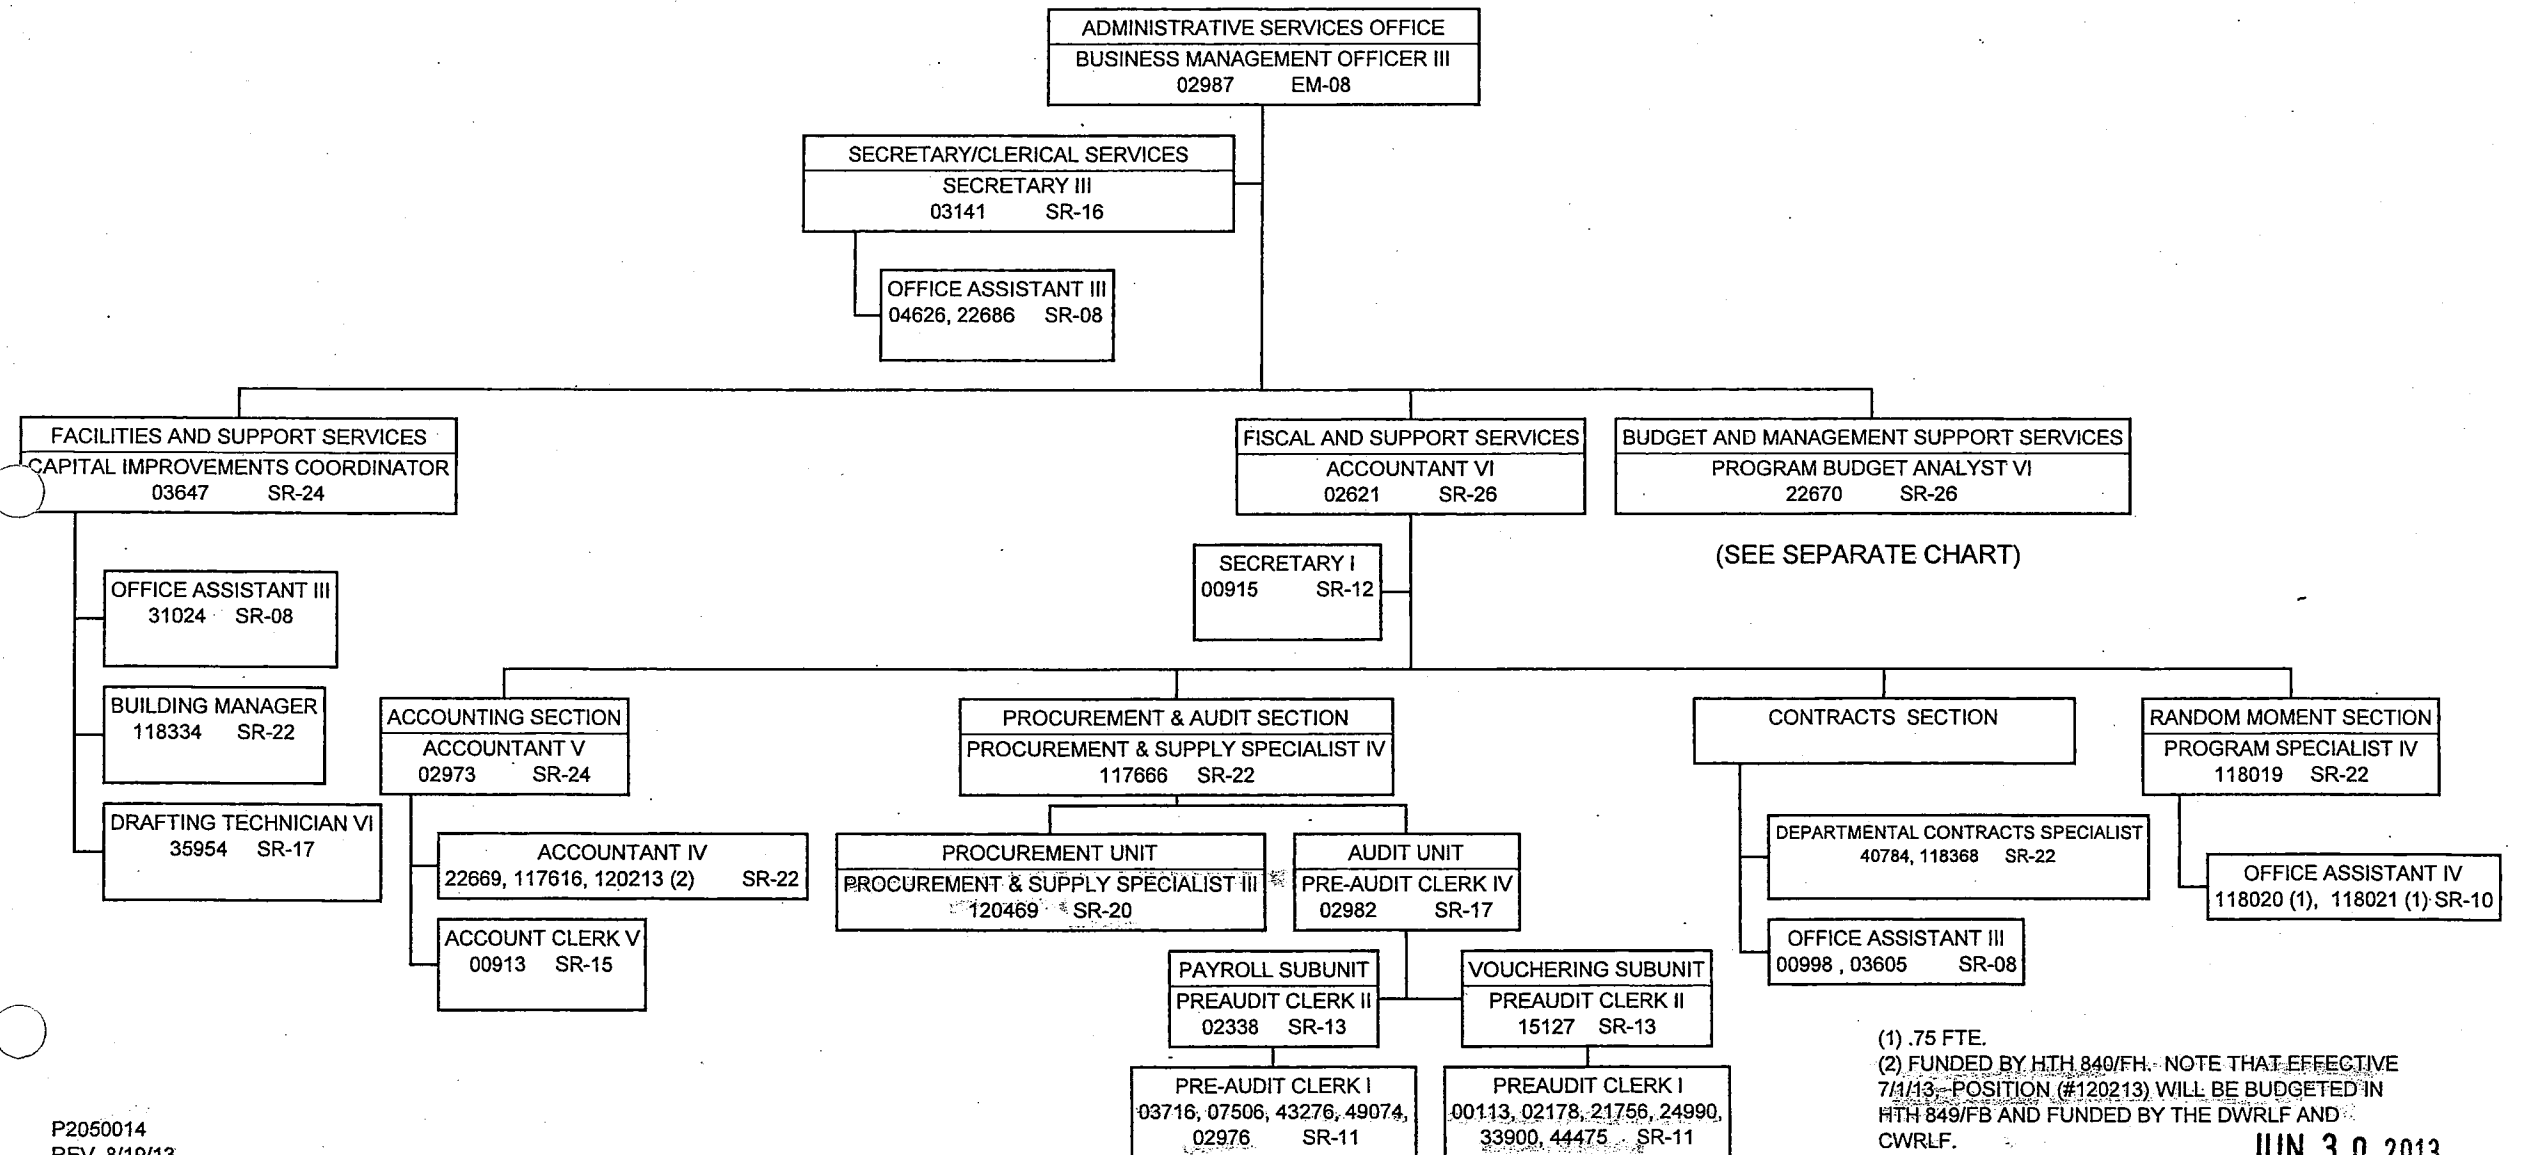 ADMINISTRATIVE SERVICES OFFICE
BUSINESS MANAGEMENT OFFICER III
02987 EM-08
SECRETARY/CLERICAL SERVICES
SECRETARY III
03141 SR-16
OFFICE ASSISTANT III
04626, 22686 SR-08
FACILITIES AND SUPPORT SERVICES
CAPITAL IMPROVEMENTS COORDINATOR
03647 SR-24
OFFICE ASSISTANT III
31024 SR-08
BUILDING MANAGER
118334 SR-22
DRAFTING TECHNICIAN VI
35954 SR-17
FISCAL AND SUPPORT SERVICES
ACCOUNTANT VI
02621 SR-26
SECRETARY I
00915 SR-12
BUDGET AND MANAGEMENT SUPPORT SERVICES
PROGRAM BUDGET ANALYST VI
22670 SR-26
(SEE SEPARATE CHART)
ACCOUNTING SECTION
ACCOUNTANT V
02973 SR-24
ACCOUNTANT IV
22669, 117616, 120213 (2) SR-22
ACCOUNT CLERK V
00913 SR-15
PROCUREMENT & AUDIT SECTION
PROCUREMENT & SUPPLY SPECIALIST IV
117666 SR-22
PROCUREMENT UNIT
PROCUREMENT & SUPPLY SPECIALIST III
120469 SR-20
AUDIT UNIT
PRE-AUDIT CLERK IV
02982 SR-17
PAYROLL SUBUNIT
PREAUDIT CLERK II
02338 SR-13
PRE-AUDIT CLERK I
03716, 07506, 43276, 49074,
02976 SR-11
VOUCHERING SUBUNIT
PREAUDIT CLERK II
15127 SR-13
PREAUDIT CLERK I
00113, 02178, 21756, 24990,
33900, 44475 SR-11
CONTRACTS SECTION
DEPARTMENTAL CONTRACTS SPECIALIST
40784, 118368 SR-22
OFFICE ASSISTANT III
00998 , 03605 SR-08
RANDOM MOMENT SECTION
PROGRAM SPECIALIST IV
118019 SR-22
OFFICE ASSISTANT IV
118020 (1), 118021 (1) SR-10
(1) .75 FTE.
(2) FUNDED BY HTH 840/FH. NOTE THAT EFFECTIVE
7/1/13, POSITION (#120213) WILL BE BUDGETED IN
HTH 849/FB AND FUNDED BY THE DWRLF AND
CWRLF.
P2050014
REV. 8/19/13
JUN 30 2013